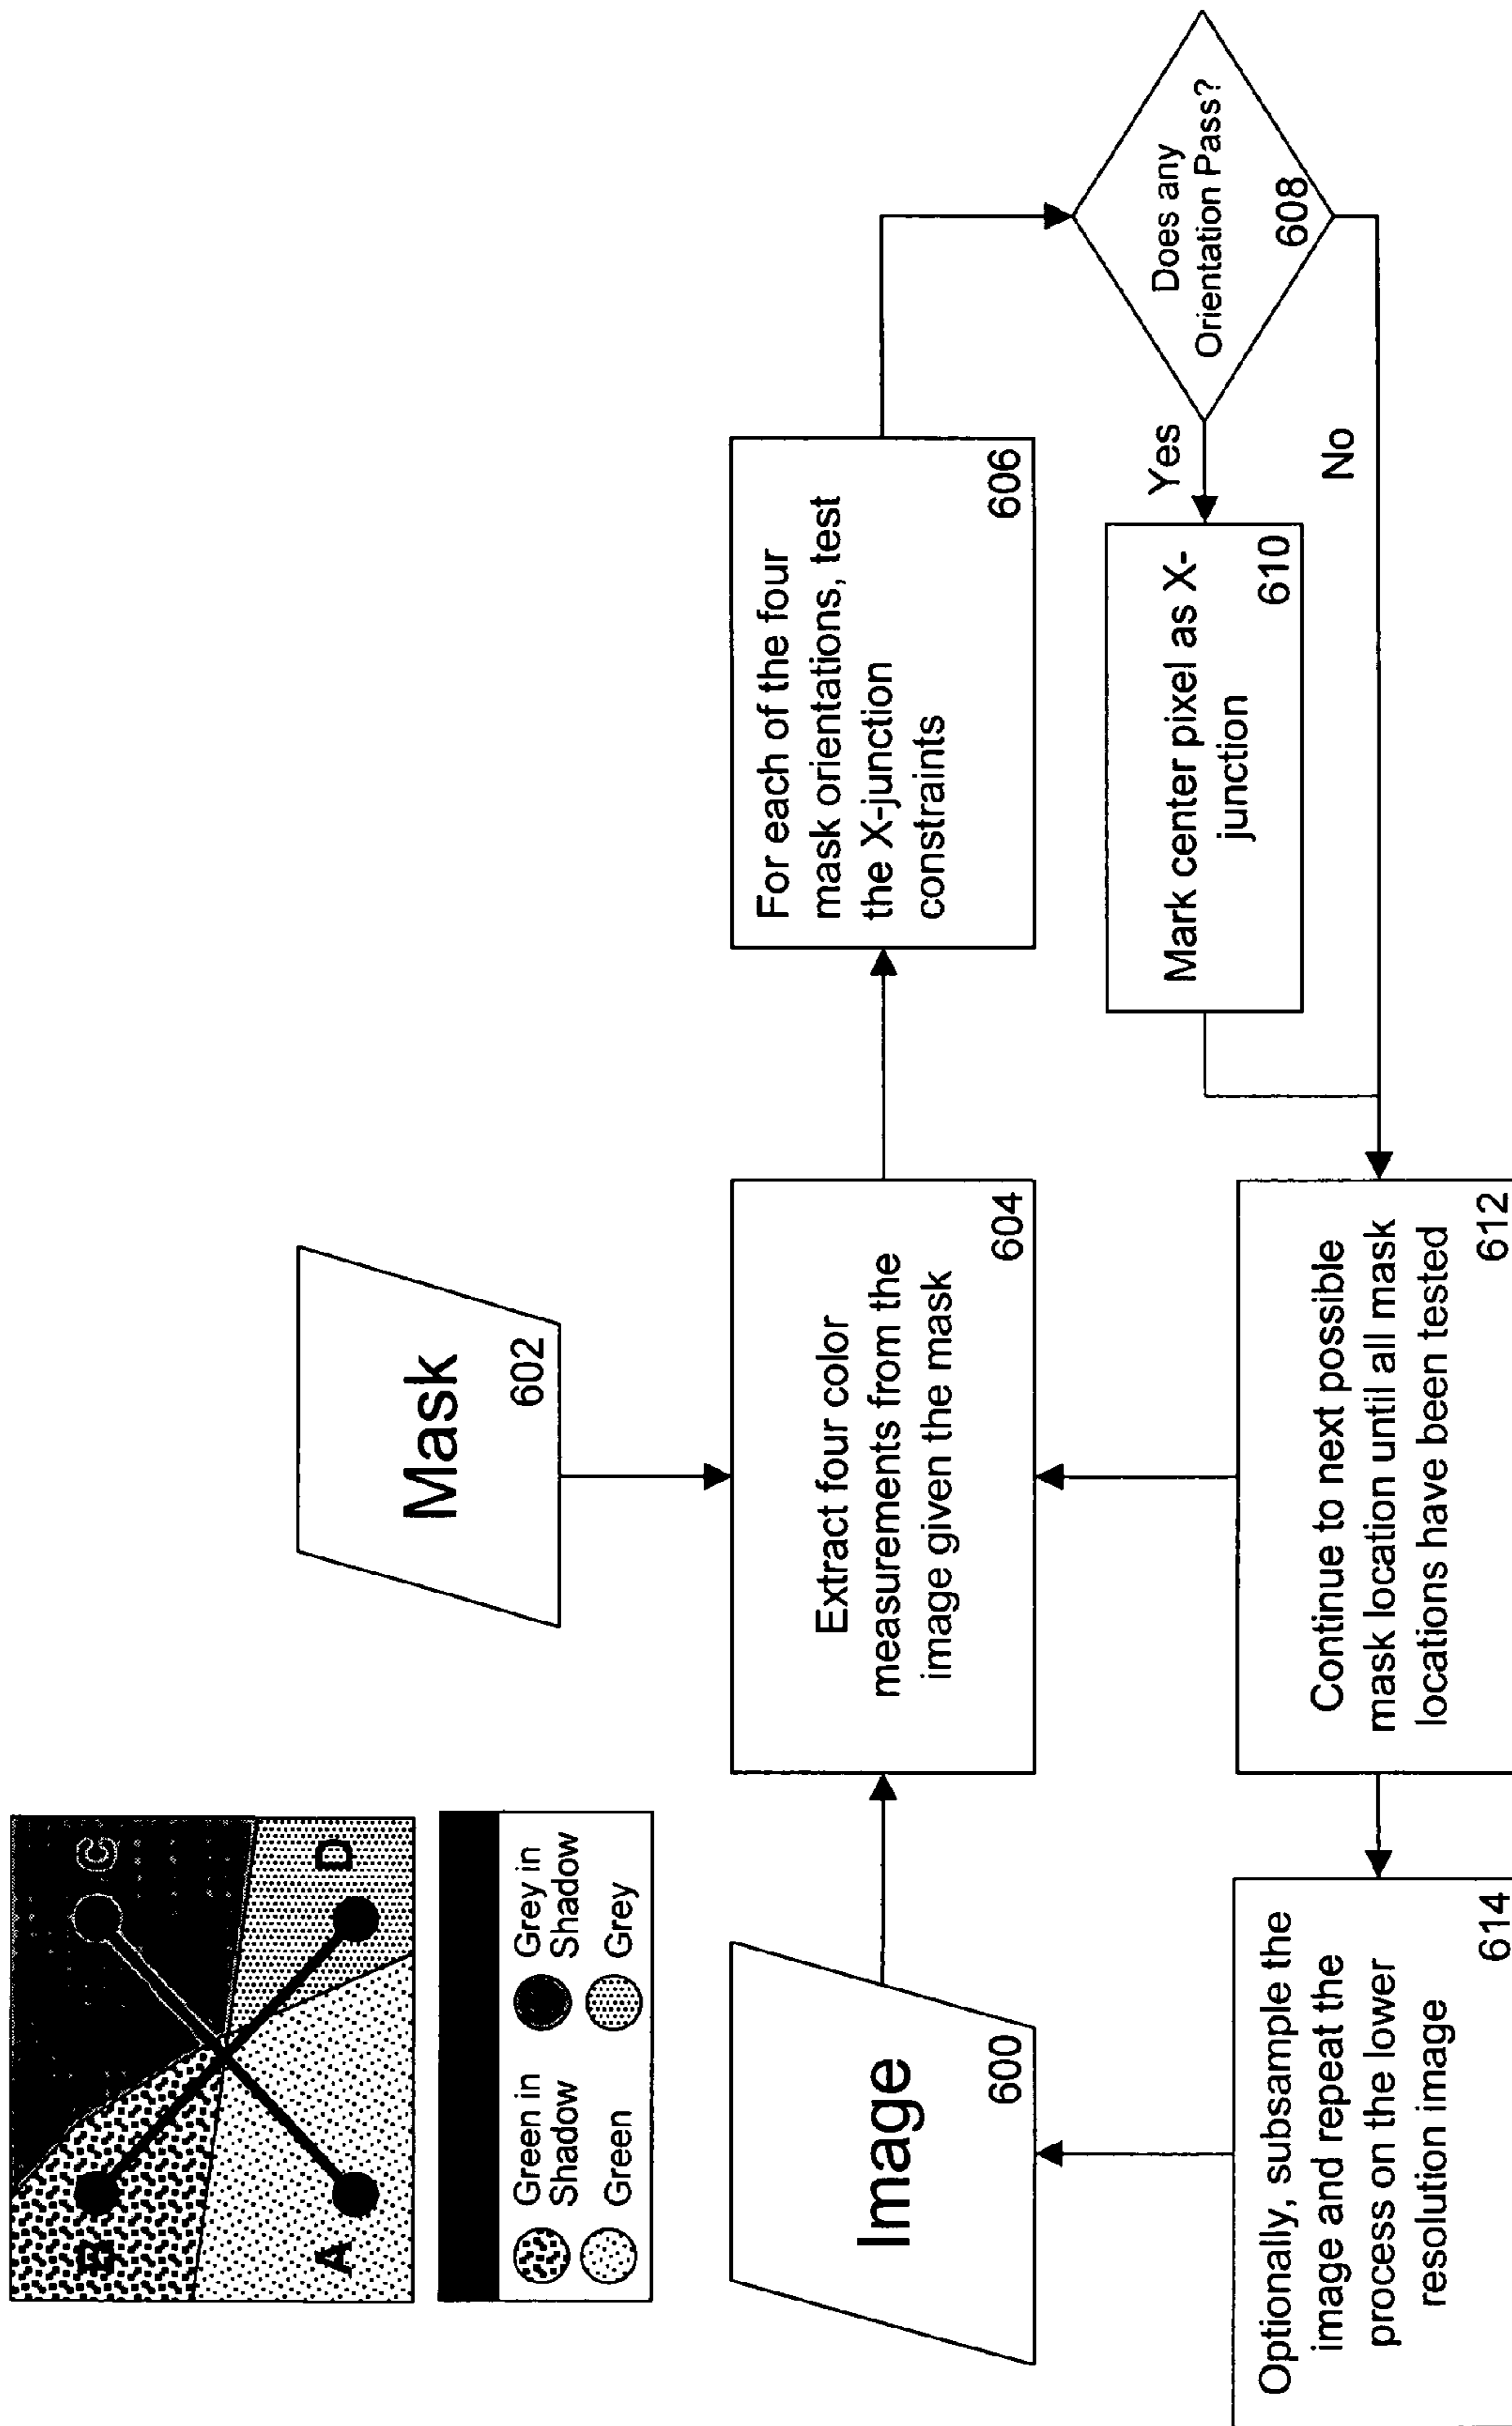 B
C
A
D
Green in
Shadow
Grey in
Shadow
Green
Grey
Mask
602
Image
600
Extract four color
measurements from the
image given the mask
604
For each of the four
mask orientations, test
the X-junction
constraints
606
Does any
Orientation Pass?
608
Yes
No
Mark center pixel as X-
junction
610
Continue to next possible
mask location until all mask
locations have been tested
612
Optionally, subsample the
image and repeat the
process on the lower
resolution image
614